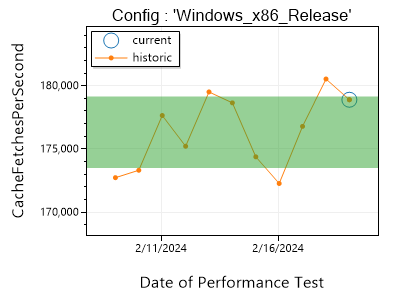 Config : 'Windows_x86_Release'
current
historic
CacheFetchesPerSecond
180,000
175,000
170,000
2/11/2024
2/16/2024
Date of Performance Test